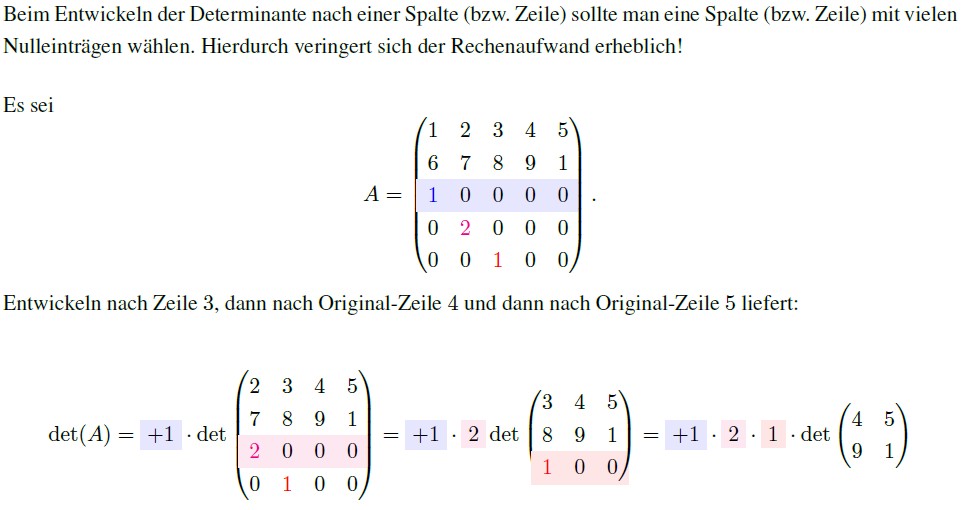 Beim Entwickeln der Determinante nach einer Spalte (bzw. Zeile) sollte man eine Spalte (bzw. Zeile) mit vielen
Nulleinträgen wählen. Hierdurch veringert sich der Rechenaufwand erheblich!
Es sei
A = \begin{pmatrix} 1 & 2 & 3 & 4 & 5 \\ 6 & 7 & 8 & 9 & 1 \\ 1 & 0 & 0 & 0 & 0 \\ 0 & 2 & 0 & 0 & 0 \\ 0 & 0 & 1 & 0 & 0 \end{pmatrix} .
Entwickeln nach Zeile 3, dann nach Original-Zeile 4 und dann nach Original-Zeile 5 liefert:
det(A) = +1 · det \begin{pmatrix} 2 & 3 & 4 & 5 \\ 7 & 8 & 9 & 1 \\ 2 & 0 & 0 & 0 \\ 0 & 1 & 0 & 0 \end{pmatrix} = +1 · 2 det \begin{pmatrix} 3 & 4 & 5 \\ 8 & 9 & 1 \\ 1 & 0 & 0 \end{pmatrix} = +1 · 2 · 1 · det \begin{pmatrix} 4 & 5 \\ 9 & 1 \end{pmatrix}